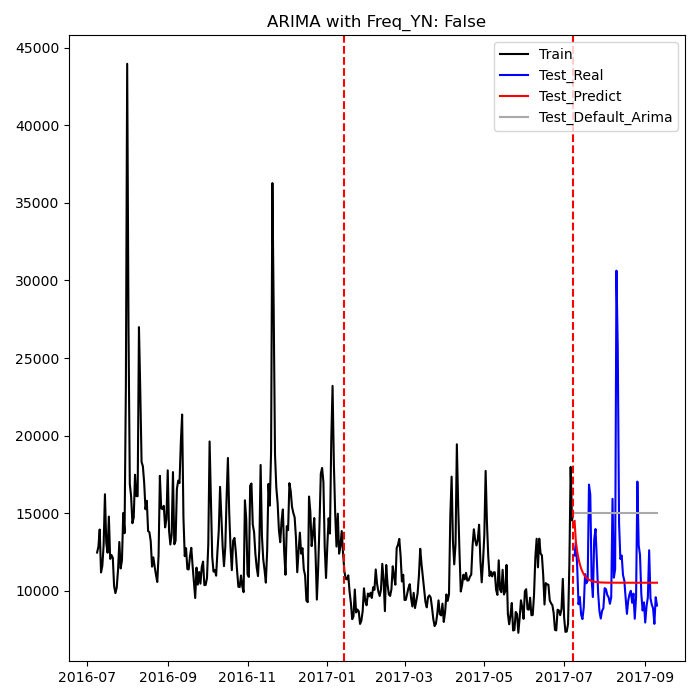 ARIMA with Freq_YN: False
45000
40000
35000
30000
25000
20000
15000
10000
Train
Test_Real
Test_Predict
Test_Default_Arima
2016-07 2016-09 2016-11 2017-01 2017-03 2017-05 2017-07 2017-09